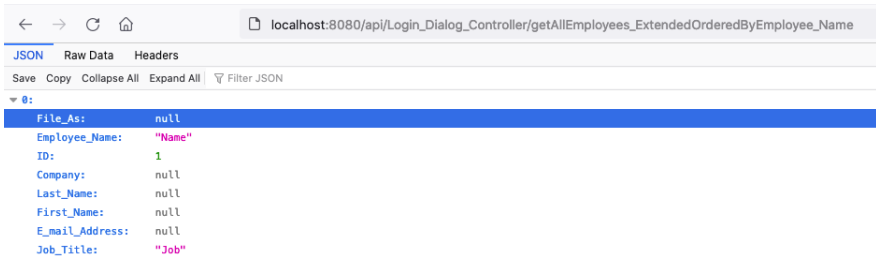 localhost:8080/api/Login_Dialog_Controller/getAllEmployees_ExtendedOrderedByEmployee_Name
JSON Raw Data Headers
Save Copy Collapse All Expand All Filter JSON
0:
File_As: null
Employee_Name: "Name"
ID: 1
Company: null
Last_Name: null
First_Name: null
E_mail_Address: null
Job_Title: "Job"